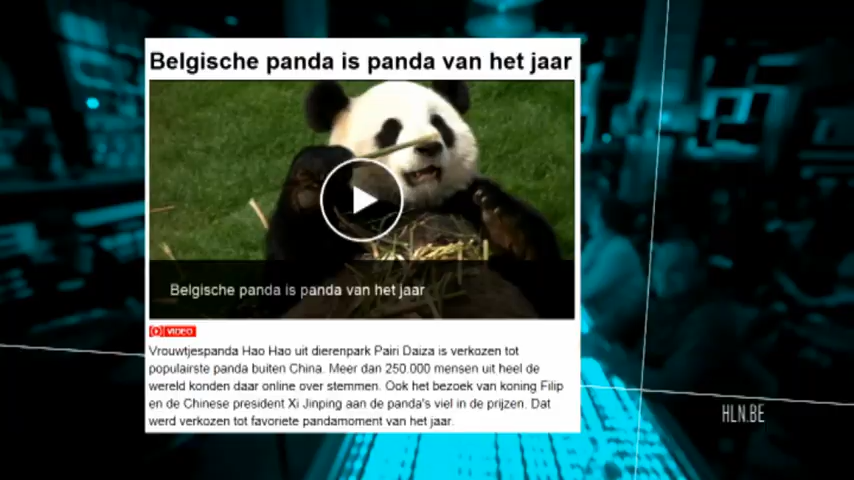 Belgische panda is panda van het jaar
Belgische panda is panda van het jaar
VIDEO
Vrouwtjespanda Hao Hao uit dierenpark Pairi Daiza is verkozen tot
populairste panda buiten China. Meer dan 250.000 mensen uit heel de
wereld konden daar online over stemmen. Ook het bezoek van koning Filip
en de Chinese president Xi Jinping aan de panda's viel in de prijzen. Dat
werd verkozen tot favoriete pandamoment van het jaar.
HLN.BE